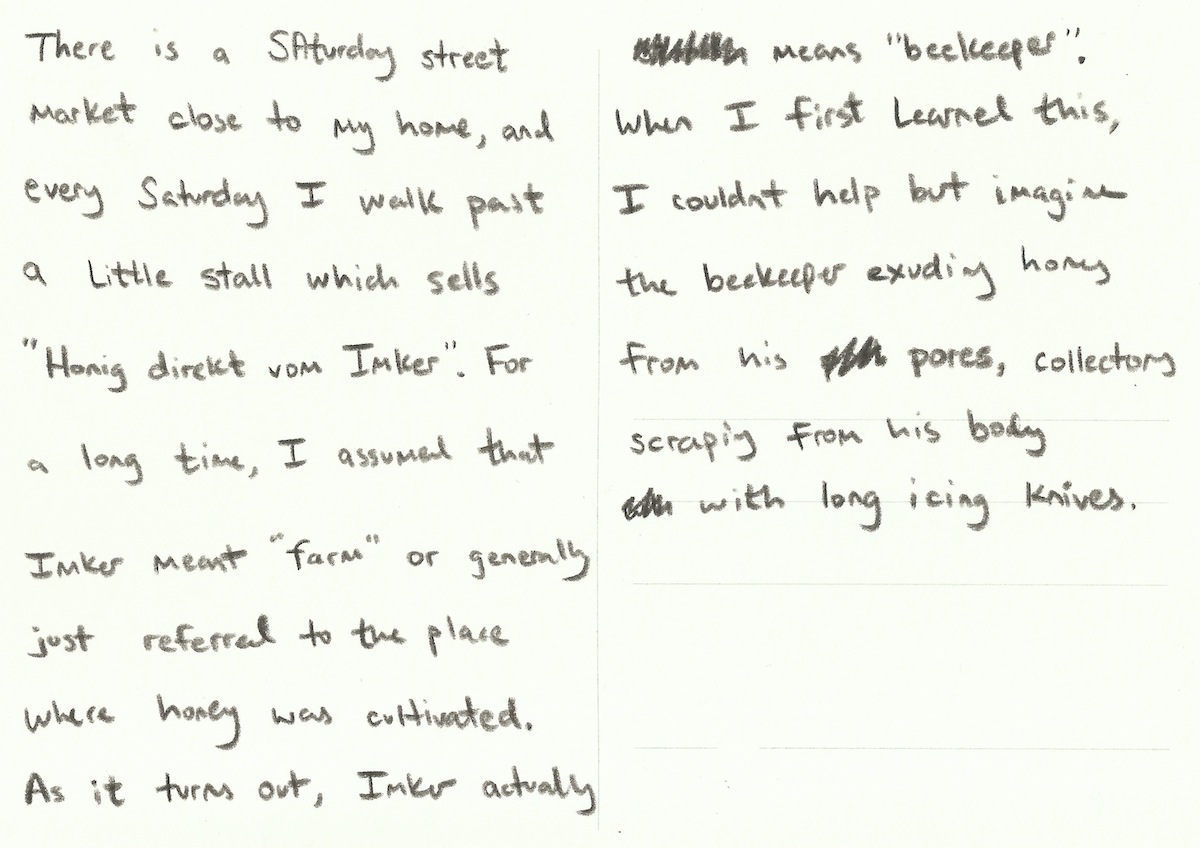 There is a Saturday street
market close to my home, and
every Saturday I walk past
a little stall which sells
"Honig direkt vom Imker". For
a long time, I assumed that
Imker meant "farm" or generally
just referred to the place
where honey was cultivated.
As it turns out, Imker actually
means "beekeeper".
When I first learned this,
I couldnt help but imagine
the beekeeper exuding honey
from his pores, collectors
scraping from his body
with long icing knives.